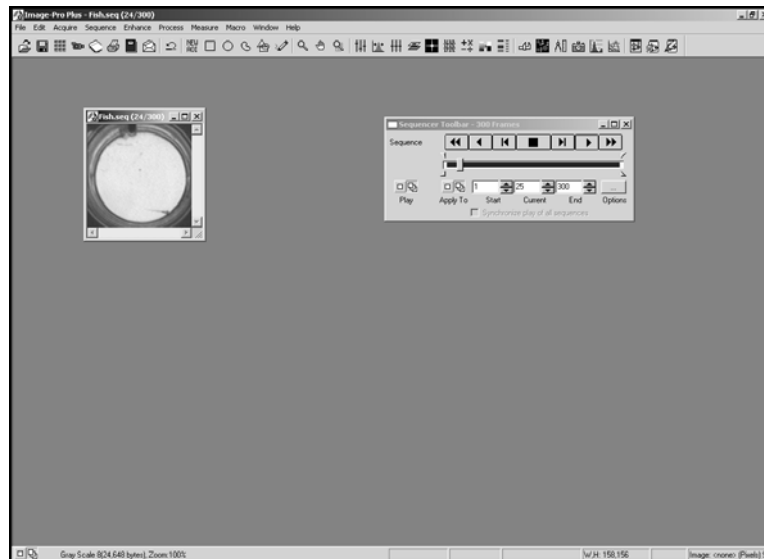 Image-Pro Plus - Fish.seq (24/300)
File Edit Acquire Sequence Enhance Process Measure Macro Window Help
NEW AOI
Fish.seq (24/300)
Sequencer Toolbar - 300 Frames
Sequence
1 25 300 ...
Play Apply To Start Current End Options
Synchronize play of all sequences
Gray Scale 8(24,648 bytes), Zoom:100% W,H: 158,156 Image: <none> (Pixels)